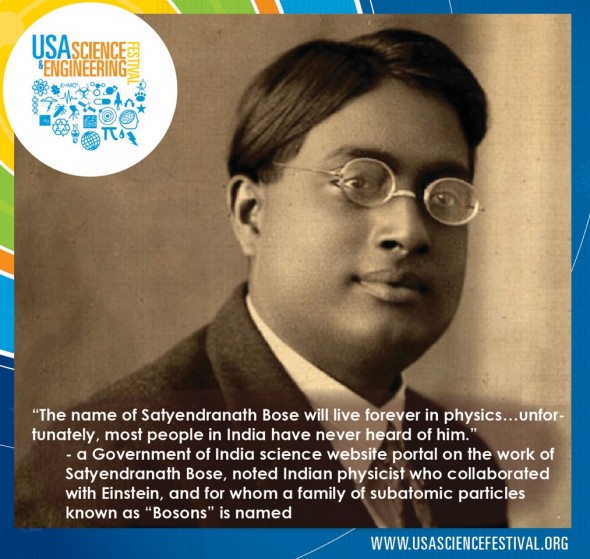 USA SCIENCE
& ENGINEERING
FESTIVAL
E=MC²
π
“The name of Satyendranath Bose will live forever in physics...unfor-
tunately, most people in India have never heard of him.”
- a Government of India science website portal on the work of
Satyendranath Bose, noted Indian physicist who collaborated
with Einstein, and for whom a family of subatomic particles
known as “Bosons” is named
WWW.USASCIENCEFESTIVAL.ORG